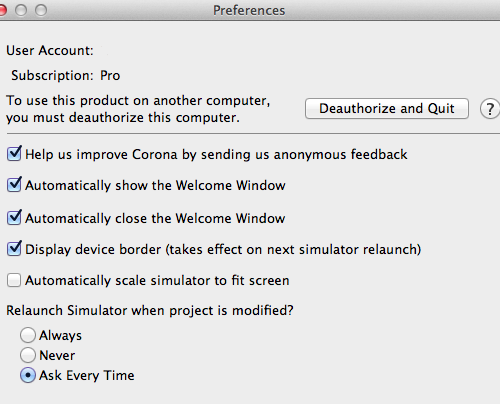 Preferences
User Account:
Subscription: Pro
To use this product on another computer,
you must deauthorize this computer.
Deauthorize and Quit
?
Help us improve Corona by sending us anonymous feedback
Automatically show the Welcome Window
Automatically close the Welcome Window
Display device border (takes effect on next simulator relaunch)
Automatically scale simulator to fit screen
Relaunch Simulator when project is modified?
Always
Never
Ask Every Time